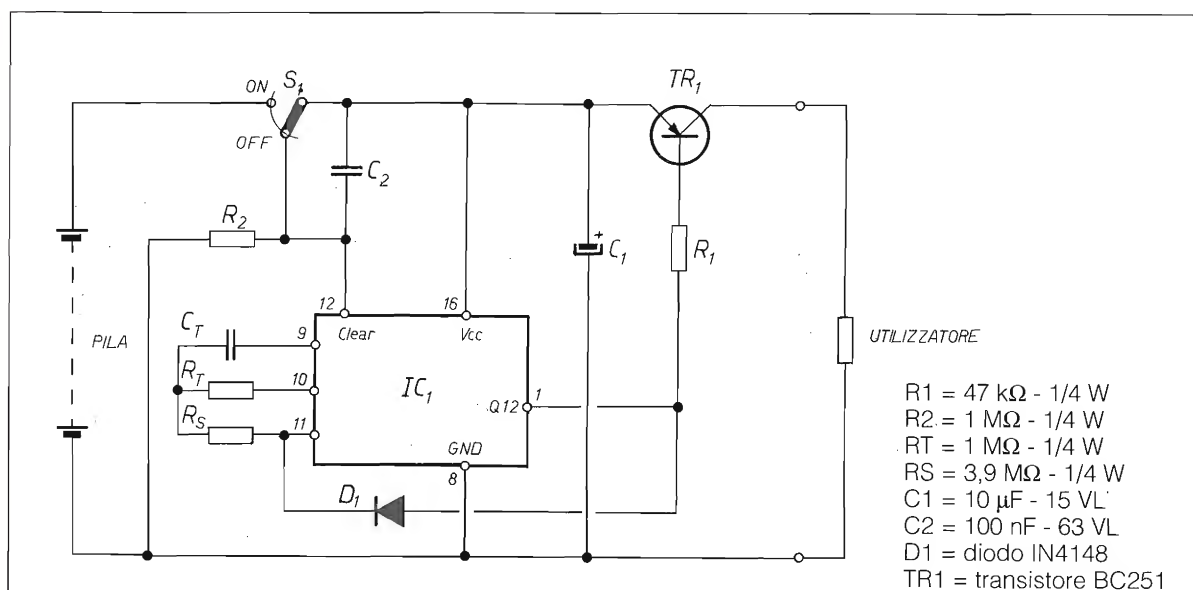 ON
S1
OFF
TR1
C2
R2
C1
+
R1
PILA
12
16
Clear
Vcc
CT
9
RT
10
RS
11
IC1
Q12
1
GND
8
D1
UTILIZZATORE
R1 = 47 kΩ - 1/4 W
R2 = 1 MΩ - 1/4 W
RT = 1 MΩ - 1/4 W
RS = 3,9 MΩ - 1/4 W
C1 = 10 µF - 15 VL
C2 = 100 nF - 63 VL
D1 = diodo IN4148
TR1 = transistore BC251